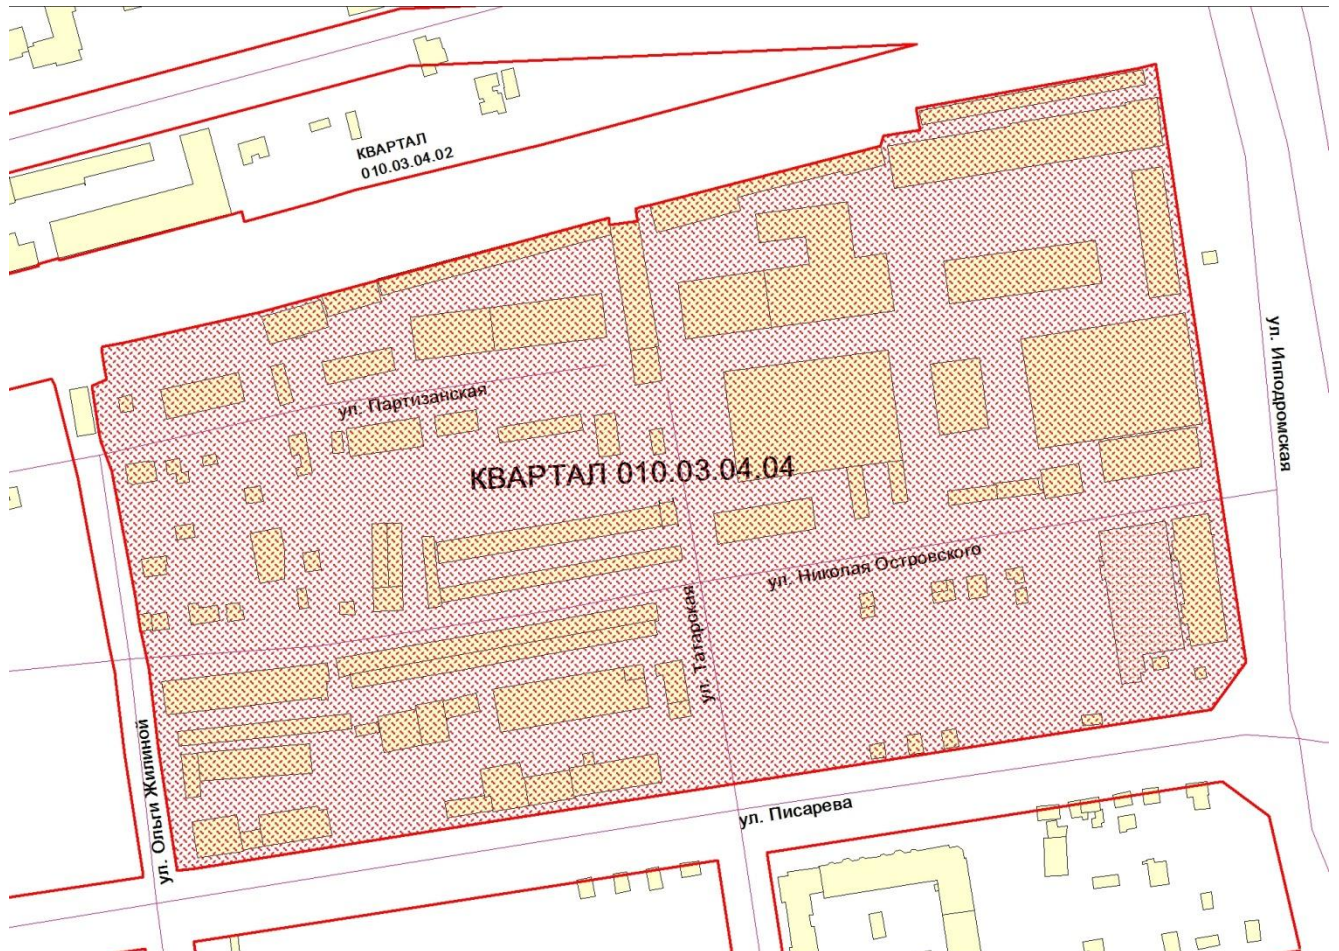 КВАРТАЛ
010.03.04.02
ул. Партизанская
КВАРТАЛ 010.03.04.04
ул. Ипподромская
ул. Николая Островского
ул. Татарская
ул. Ольги Жилиной
ул. Писарева